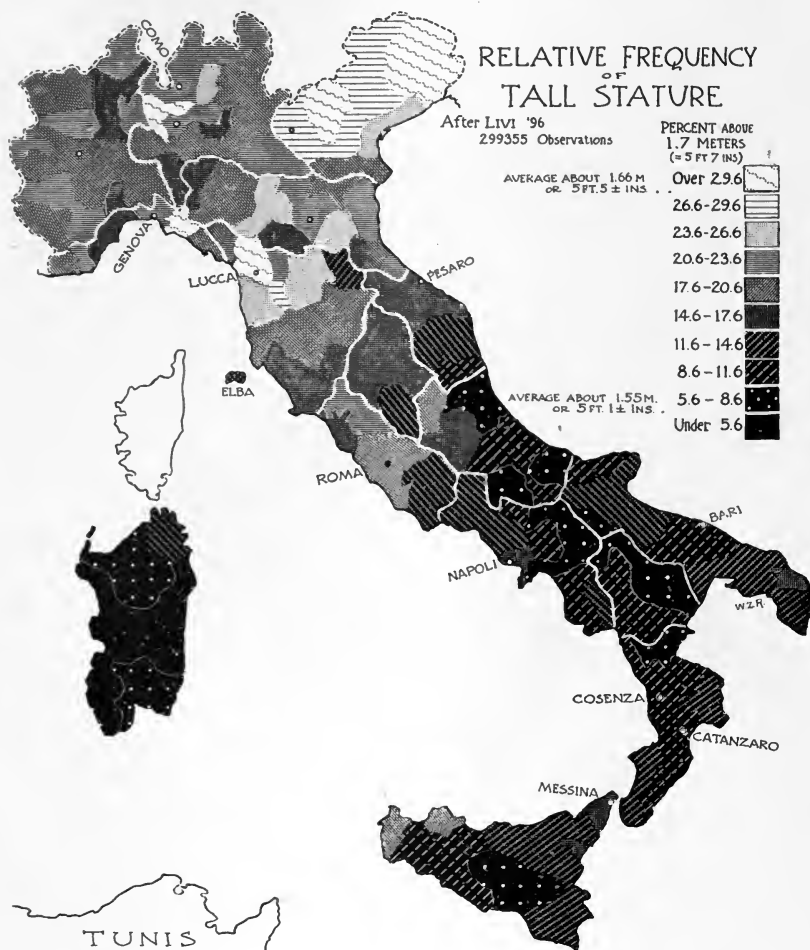 RELATIVE FREQUENCY
OF
TALL STATURE
After LIVI '96
299355 Observations
PERCENT ABOVE
1.7 METERS
(= 5 FT 7 INS)
AVERAGE ABOUT 1.66 M
OR 5 FT. 5 ± INS. . .
Over 29.6
26.6-29.6
23.6-26.6
20.6-23.6
17.6-20.6
14.6-17.6
11.6-14.6
8.6-11.6
AVERAGE ABOUT 1.55 M.
OR 5 FT. 1 ± INS. . .
5.6-8.6
Under 5.6
COMO
GENOVA
LUCCA
PESARO
ELBA
ROMA
BARI
NAPOLI
W.Z.R.
COSENZA
CATANZARO
MESSINA
TUNIS